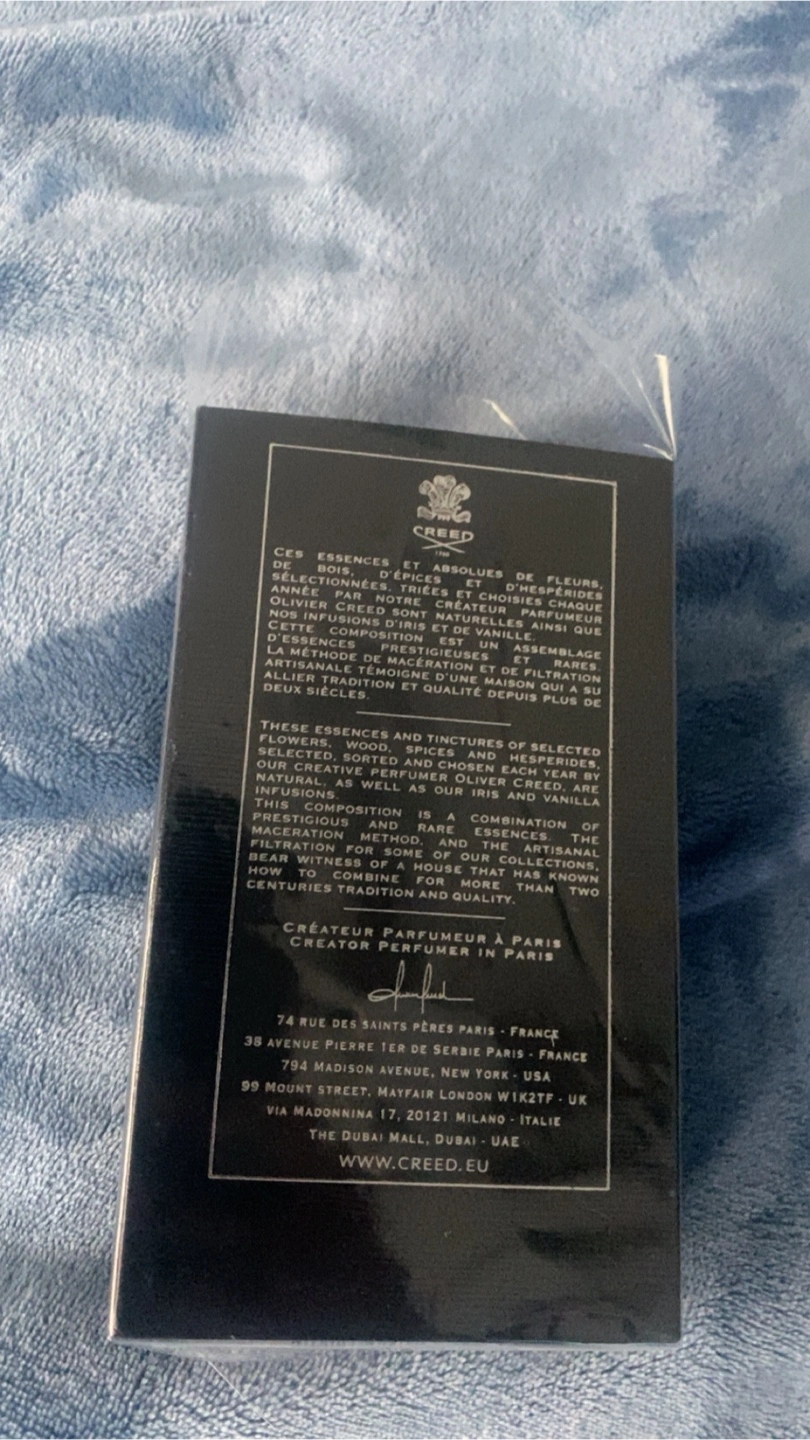 CREED
1760
CES ESSENCES ET ABSOLUES DE FLEURS,
DE BOIS, D'ÉPICES ET D'HESPÉRIDES
SÉLECTIONNÉES, TRIÉES ET CHOISIES CHAQUE
ANNÉE PAR NOTRE CRÉATEUR PARFUMEUR
OLIVIER CREED SONT NATURELLES AINSI QUE
NOS INFUSIONS D'IRIS ET DE VANILLE.
CETTE COMPOSITION EST UN ASSEMBLAGE
D'ESSENCES PRESTIGIEUSES ET RARES.
LA MÉTHODE DE MACÉRATION ET DE FILTRATION
ARTISANALE TÉMOIGNE D'UNE MAISON QUI A SU
ALLIER TRADITION ET QUALITÉ DEPUIS PLUS DE
DEUX SIÈCLES.
THESE ESSENCES AND TINCTURES OF SELECTED
FLOWERS, WOOD, SPICES AND HESPERIDES,
SELECTED, SORTED AND CHOSEN EACH YEAR BY
OUR CREATIVE PERFUMER OLIVER CREED, ARE
NATURAL, AS WELL AS OUR IRIS AND VANILLA
INFUSIONS.
THIS COMPOSITION IS A COMBINATION OF
PRESTIGIOUS AND RARE ESSENCES. THE
MACERATION METHOD, AND THE ARTISANAL
FILTRATION FOR SOME OF OUR COLLECTIONS,
BEAR WITNESS OF A HOUSE THAT HAS KNOWN
HOW TO COMBINE FOR MORE THAN TWO
CENTURIES TRADITION AND QUALITY.
CRÉATEUR PARFUMEUR À PARIS
CREATOR PERFUMER IN PARIS
74 RUE DES SAINTS PÈRES PARIS - FRANCE
38 AVENUE PIERRE 1ER DE SERBIE PARIS - FRANCE
794 MADISON AVENUE, NEW YORK - USA
99 MOUNT STREET, MAYFAIR LONDON W1K2TF - UK
VIA MADONNINA 17, 20121 MILANO - ITALIE
THE DUBAI MALL, DUBAI - UAE
WWW.CREED.EU